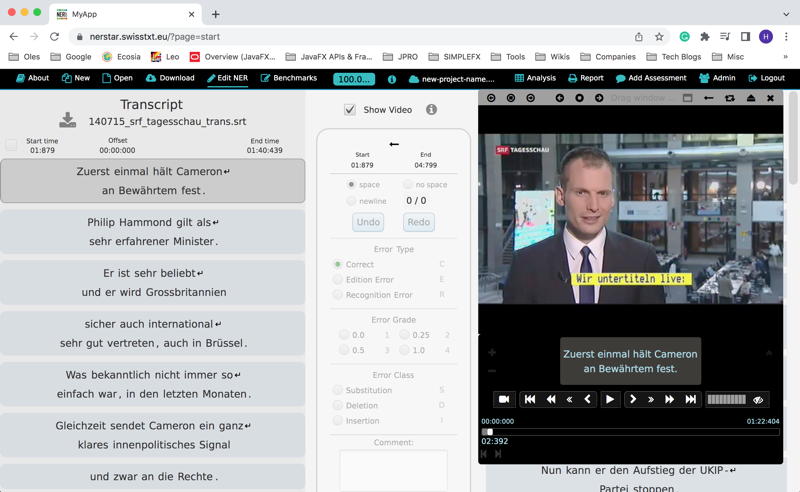 MyApp
nerstar.swisstxt.eu/?page=start
Oles
Google
Ecosia
Leo
Overview (JavaFX...
JavaFX APIs & Fra...
JPRO
SIMPLEFX
Tools
Wikis
Companies
Tech Blogs
Misc
About
New
Open
Download
Edit NER
Benchmarks
100.0...
new-project-name....
Analysis
Report
Add Assessment
Admin
Logout
Transcript
140715_srf_tagesschau_trans.srt
Start time
01:879
Offset
00:00:000
End time
01:40:439
Zuerst einmal hält Cameron↵
an Bewährtem fest.
Philip Hammond gilt als↵
sehr erfahrener Minister.
Er ist sehr beliebt↵
und er wird Grossbritannien
sicher auch international↵
sehr gut vertreten, auch in Brüssel.
Was bekanntlich nicht immer so↵
einfach war, in den letzten Monaten.
Gleichzeit sendet Cameron ein ganz↵
klares innenpolitisches Signal
und zwar an die Rechte.
Show Video
Start
01:879
End
04:799
space
no space
newline
0 / 0
Undo
Redo
Error Type
Correct C
Edition Error E
Recognition Error R
Error Grade
0.0 1
0.25 2
0.5 3
1.0 4
Error Class
Substitution S
Deletion D
Insertion I
Comment:
Drag window ...
SRF TAGESSCHAU
Wir untertiteln live:
Zuerst einmal hält Cameron
an Bewährtem fest.
00:00:000
01:22:404
02:392
Nun kann er den Aufstieg der UKIP-↵
Partei stoppen.